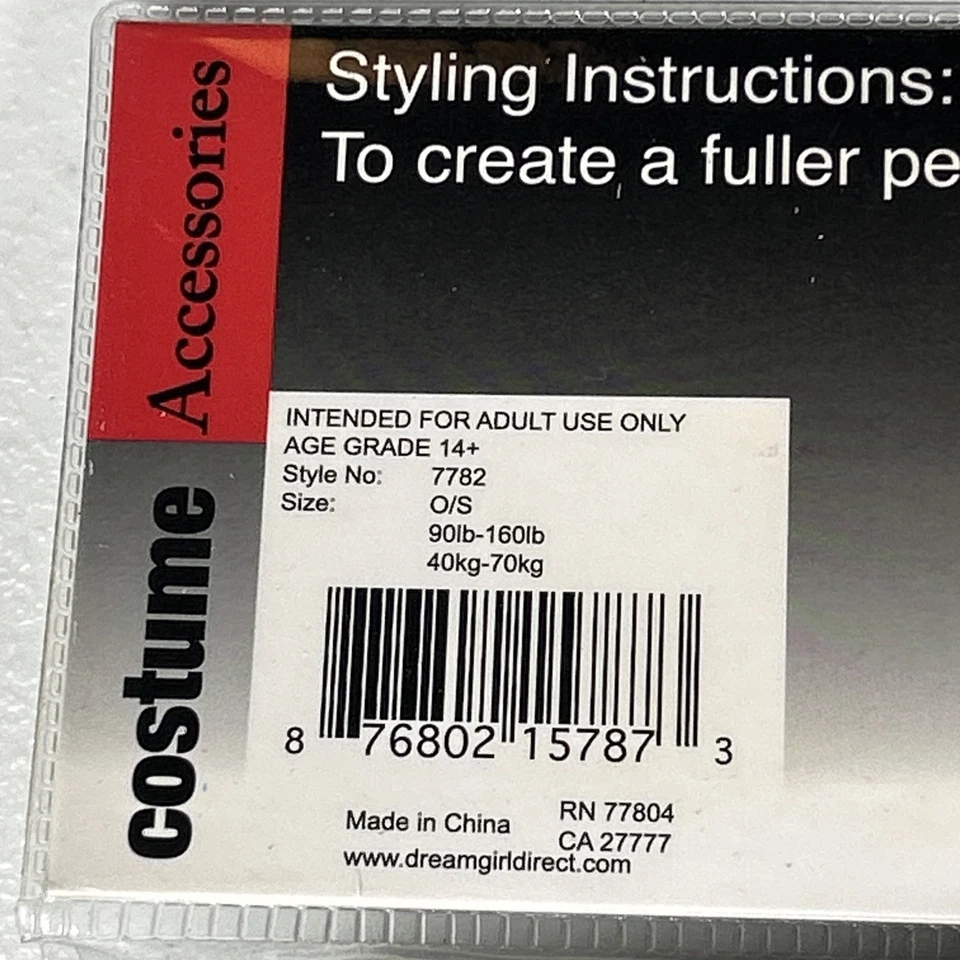 costume Accessories
Styling Instructions:
To create a fuller pe
INTENDED FOR ADULT USE ONLY
AGE GRADE 14+
Style No: 7782
Size: O/S
90lb-160lb
40kg-70kg
8 76802 15787 3
Made in China RN 77804
CA 27777
www.dreamgirldirect.com